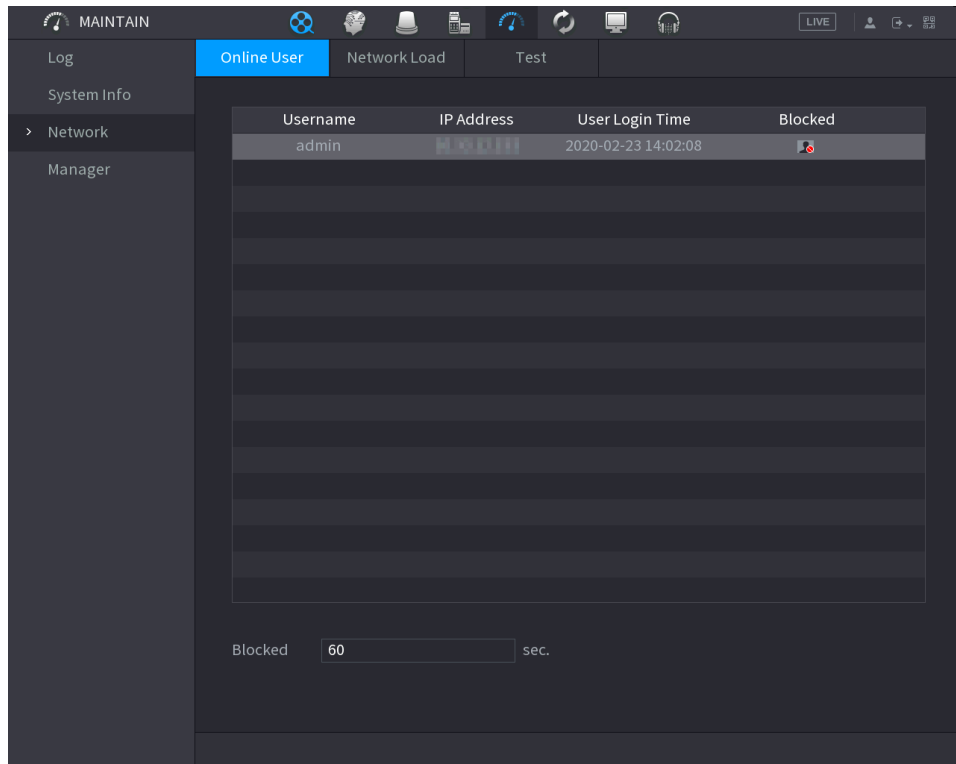 MAINTAIN LIVE
Log
System Info
Network
Manager
Online User Network Load Test
Username IP Address User Login Time Blocked
admin 2020-02-23 14:02:08
Blocked 60 sec.